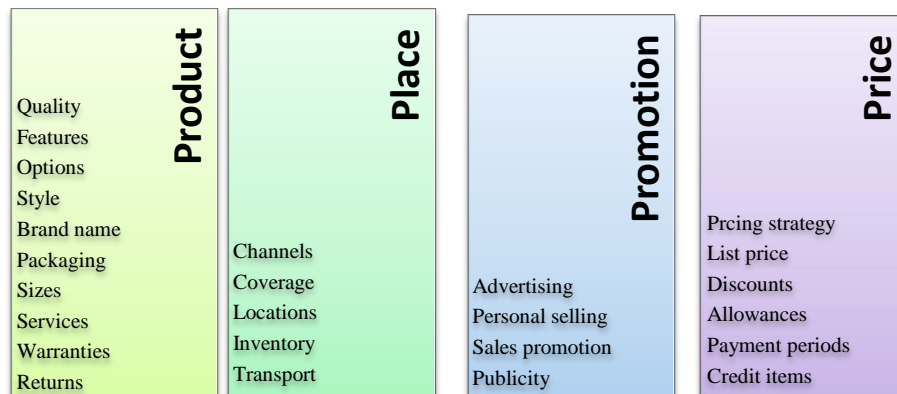 Product
Quality
Features
Options
Style
Brand name
Packaging
Sizes
Services
Warranties
Returns
Place
Channels
Coverage
Locations
Inventory
Transport
Promotion
Advertising
Personal selling
Sales promotion
Publicity
Price
Prcing strategy
List price
Discounts
Allowances
Payment periods
Credit items